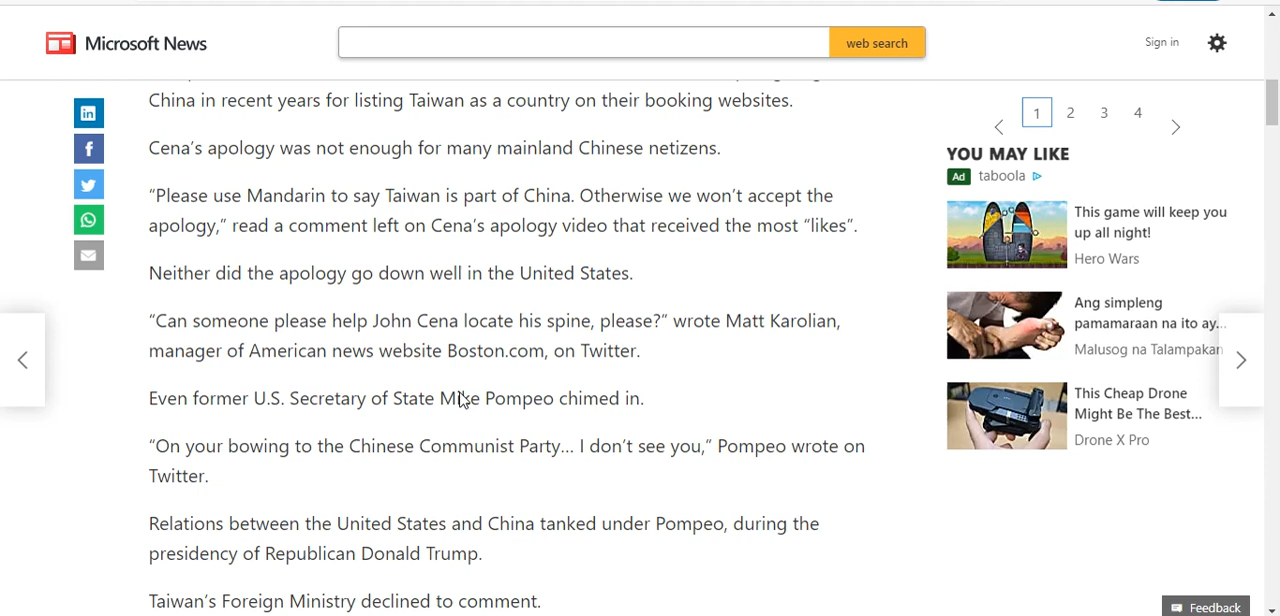 Microsoft News
web search
Sign in
China in recent years for listing Taiwan as a country on their booking websites.
Cena’s apology was not enough for many mainland Chinese netizens.
“Please use Mandarin to say Taiwan is part of China. Otherwise we won’t accept the
apology,” read a comment left on Cena’s apology video that received the most “likes”.
Neither did the apology go down well in the United States.
“Can someone please help John Cena locate his spine, please?” wrote Matt Karolian,
manager of American news website Boston.com, on Twitter.
Even former U.S. Secretary of State Mike Pompeo chimed in.
“On your bowing to the Chinese Communist Party… I don’t see you,” Pompeo wrote on
Twitter.
Relations between the United States and China tanked under Pompeo, during the
presidency of Republican Donald Trump.
Taiwan’s Foreign Ministry declined to comment.
1 2 3 4
YOU MAY LIKE
Ad taboola
This game will keep you
up all night!
Hero Wars
Ang simpleng
pamamaraan na ito ay...
Malusog na Talampakan
This Cheap Drone
Might Be The Best...
Drone X Pro
Feedback